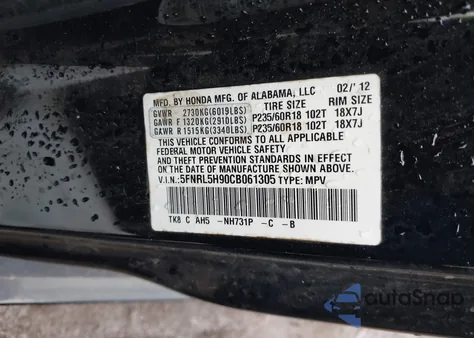 MFD. BY HONDA MFG. OF ALABAMA, LLC 02/'12
GVWR 2730KG(6019LBS) TIRE SIZE RIM SIZE
GAWR F 1320KG(2910LBS) P235/60R18 102T 18X7J
GAWR R 1515KG(3340LBS) P235/60R18 102T 18X7J
THIS VEHICLE CONFORMS TO ALL APPLICABLE
FEDERAL MOTOR VEHICLE
SAFETY AND BUMPER STANDARDS IN EFFECT
ON THE DATE OF MANUFACTURE SHOWN ABOVE.
V.I.N.:5FNRL5H90CB061305 TYPE: MPV
TK8 C AH5 -NH731P -C -B
autoSnap